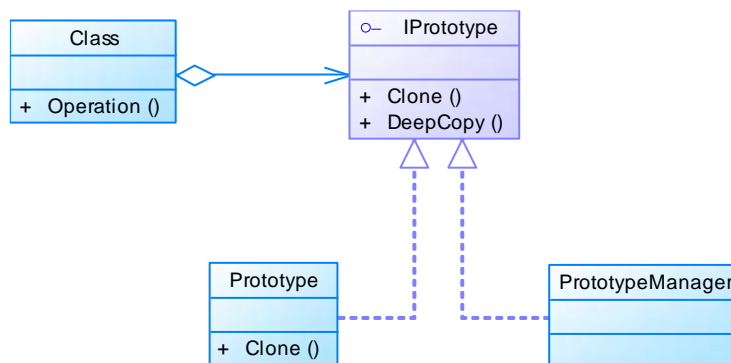 Class
+ Operation ()
IPrototype
+ Clone ()
+ DeepCopy ()
Prototype
+ Clone ()
PrototypeManager